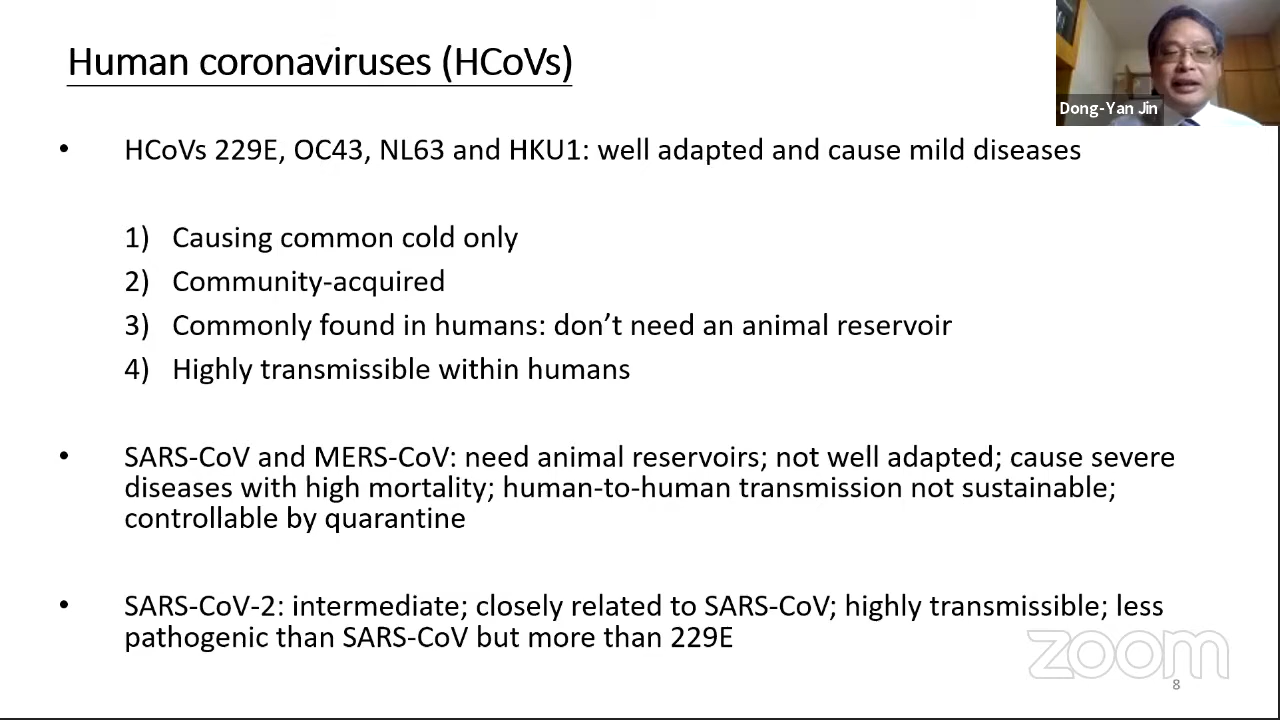 Human coronaviruses (HCoVs)
Dong-Yan Jin
• HCoVs 229E, OC43, NL63 and HKU1: well adapted and cause mild diseases
1) Causing common cold only
2) Community-acquired
3) Commonly found in humans: don’t need an animal reservoir
4) Highly transmissible within humans
• SARS-CoV and MERS-CoV: need animal reservoirs; not well adapted; cause severe
diseases with high mortality; human-to-human transmission not sustainable;
controllable by quarantine
• SARS-CoV-2: intermediate; closely related to SARS-CoV; highly transmissible; less
pathogenic than SARS-CoV but more than 229E
zoom
8